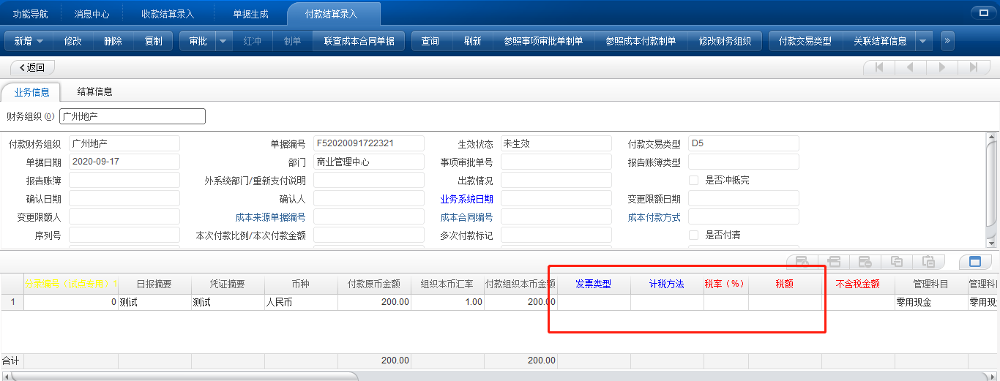 功能导航 消息中心 收款结算录入 单据生成 付款结算录入
新增 修改 删除 复制 审批 红冲 制单 联查成本合同单据 查询 刷新 参照事项审批单制单 参照成本付款制单 修改财务组织 付款交易类型 关联结算信息 »
返回
业务信息 结算信息
财务组织(O) 广州地产
付款财务组织 广州地产 单据编号 F52020091722321 生效状态 未生效 付款交易类型 D5
单据日期 2020-09-17 部门 商业管理中心 事项审批单号 报告账簿类型
报告账簿 外系统部门/重新支付说明 出款情况 是否冲抵完
确认日期 确认人 业务系统日期 变更限额日期
变更限额人 成本来源单据编号 成本合同编号 成本付款方式
序列号 本次付款比例/本次付款金额 多次付款标记 是否付清
分录编号（试点专用） 日报摘要 凭证摘要 币种 付款原币金额 组织本币汇率 付款组织本币金额 发票类型 计税方法 税率（%） 税额 不含税金额 管理科目 管理科
1 0 测试 测试 人民币 200.00 1.00 200.00 零用现金 零用现
合计 200.00 200.00